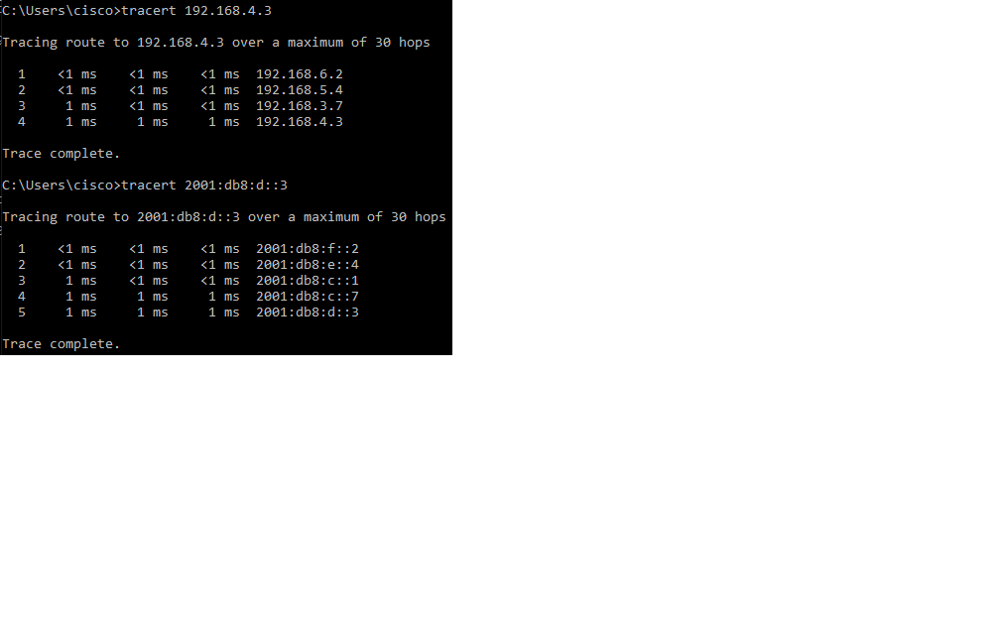 C:\Users\cisco>tracert 192.168.4.3
Tracing route to 192.168.4.3 over a maximum of 30 hops
1 <1 ms <1 ms <1 ms 192.168.6.2
2 <1 ms <1 ms <1 ms 192.168.5.4
3 1 ms <1 ms <1 ms 192.168.3.7
4 1 ms 1 ms 1 ms 192.168.4.3
Trace complete.
C:\Users\cisco>tracert 2001:db8:d::3
Tracing route to 2001:db8:d::3 over a maximum of 30 hops
1 <1 ms <1 ms <1 ms 2001:db8:f::2
2 <1 ms <1 ms <1 ms 2001:db8:e::4
3 1 ms <1 ms <1 ms 2001:db8:c::1
4 1 ms 1 ms 1 ms 2001:db8:c::7
5 1 ms 1 ms 1 ms 2001:db8:d::3
Trace complete.